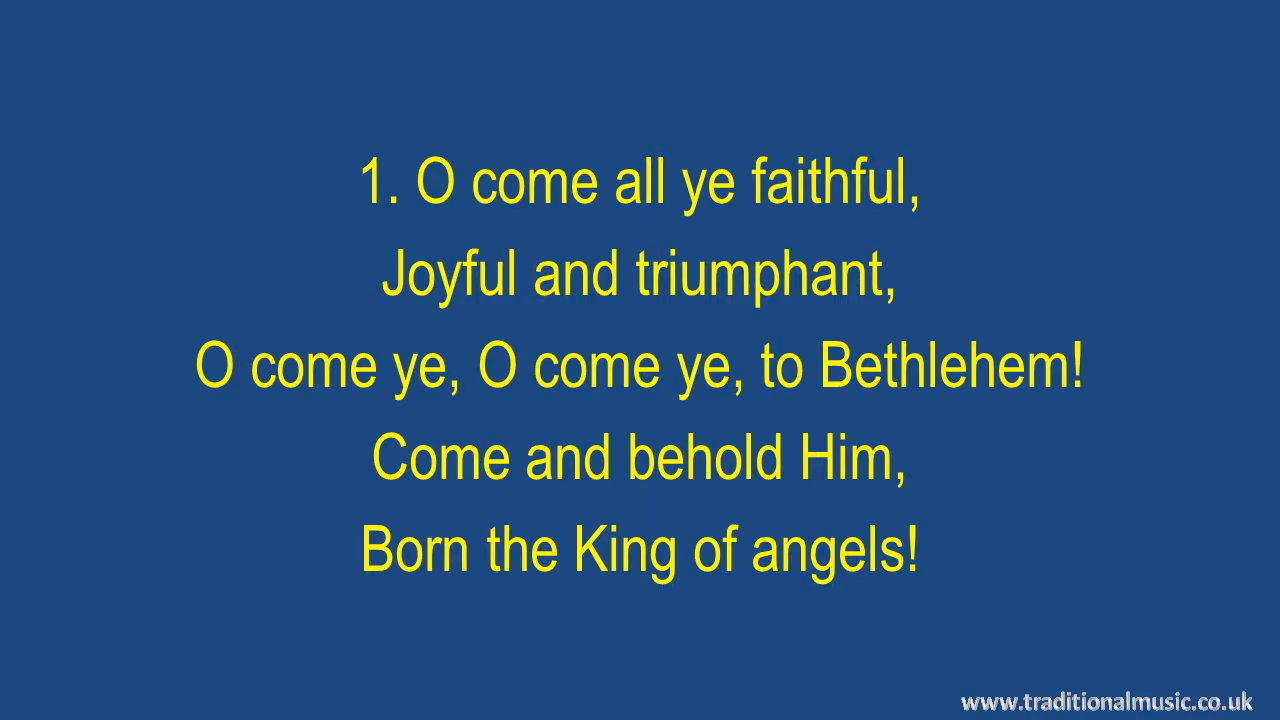 1. O come all ye faithful,
Joyful and triumphant,
O come ye, O come ye, to Bethlehem!
Come and behold Him,
Born the King of angels!
www.traditionalmusic.co.uk